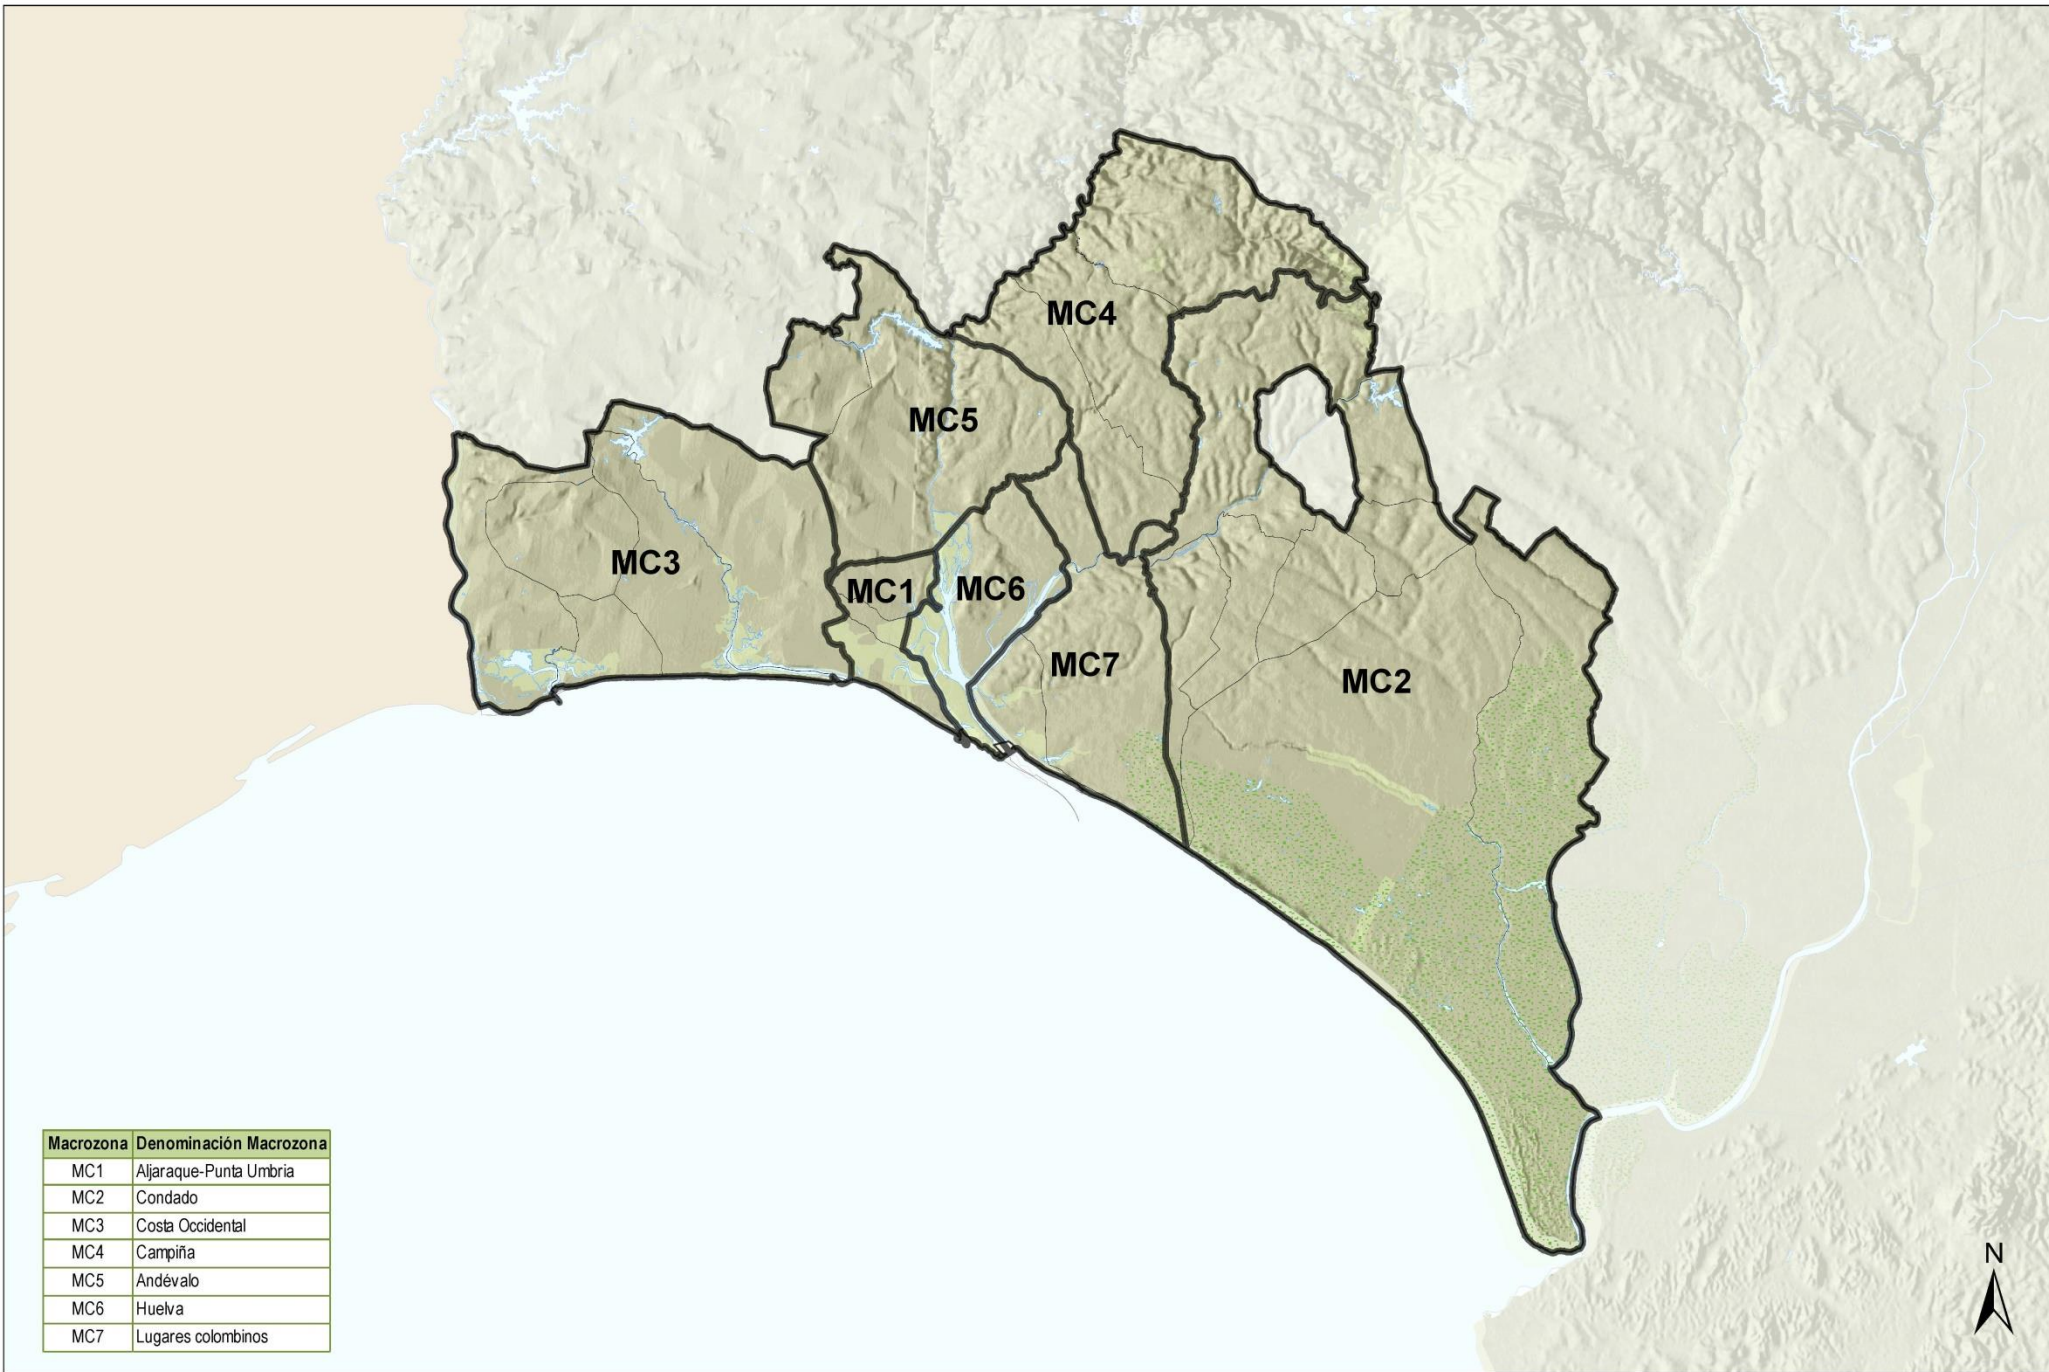 MC4
MC5
MC3
MC1
MC6
MC7
MC2
Macrozona Denominación Macrozona
MC1 Aljaraque-Punta Umbria
MC2 Condado
MC3 Costa Occidental
MC4 Campiña
MC5 Andévalo
MC6 Huelva
MC7 Lugares colombinos
N